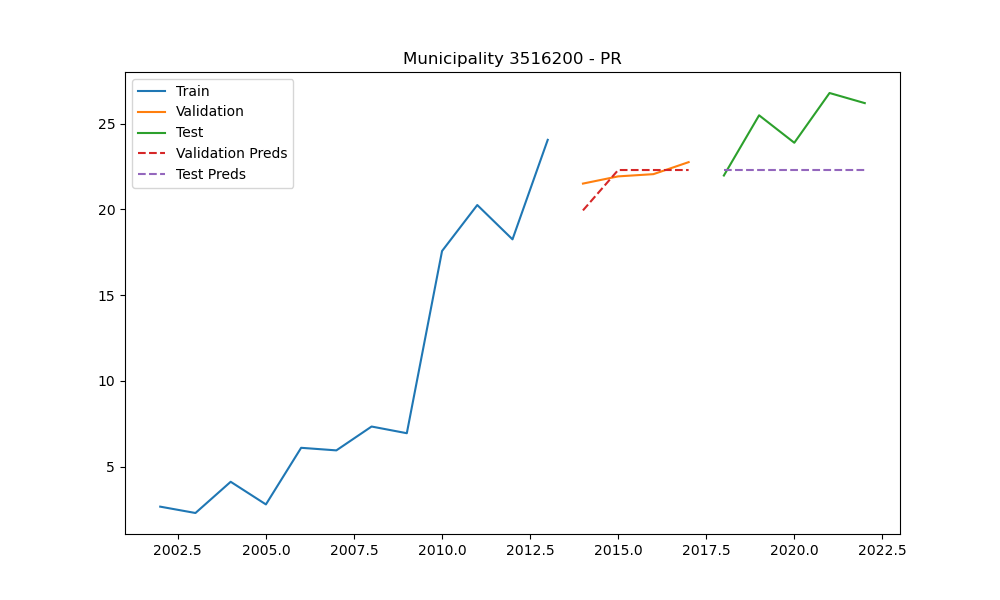 Municipality 3516200 - PR
Train
Validation
Test
Validation Preds
Test Preds
25
20
15
10
5
2002.5 2005.0 2007.5 2010.0 2012.5 2015.0 2017.5 2020.0 2022.5